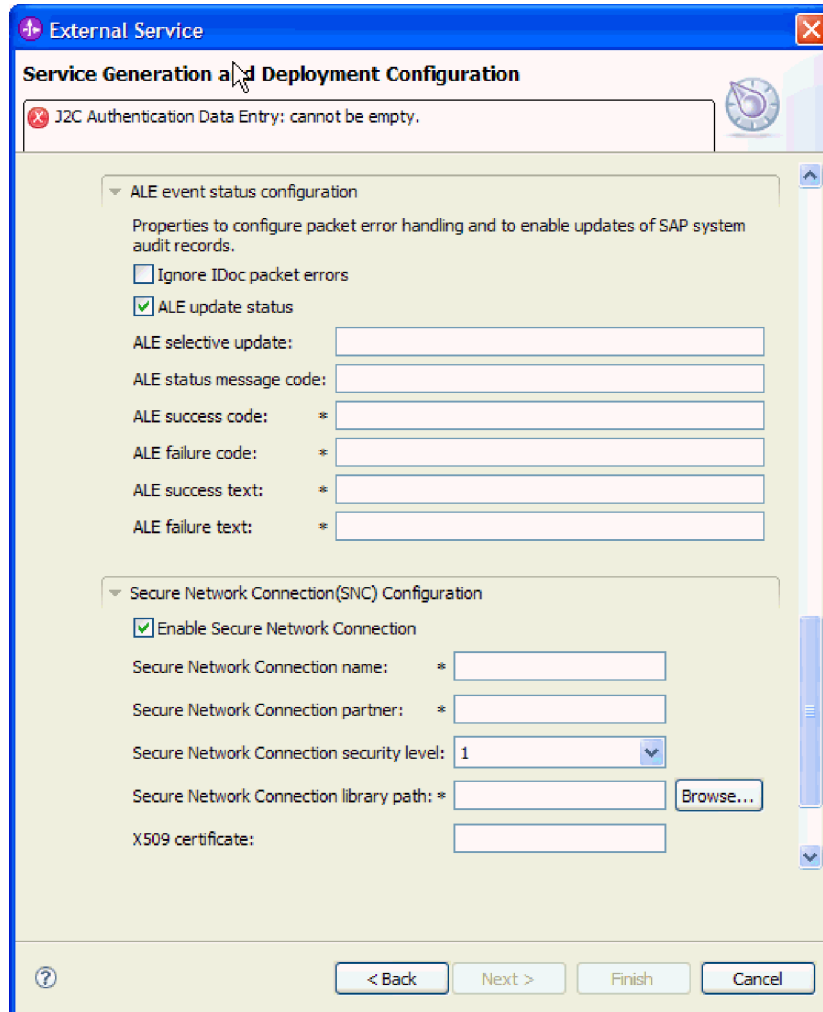 External Service
Service Generation and Deployment Configuration
J2C Authentication Data Entry: cannot be empty.
ALE event status configuration
Properties to configure packet error handling and to enable updates of SAP system
audit records.
Ignore IDoc packet errors
ALE update status
ALE selective update:
ALE status message code:
ALE success code: *
ALE failure code: *
ALE success text: *
ALE failure text: *
Secure Network Connection(SNC) Configuration
Enable Secure Network Connection
Secure Network Connection name: *
Secure Network Connection partner: *
Secure Network Connection security level: 1
Secure Network Connection library path: * Browse...
X509 certificate:
? < Back Next > Finish Cancel